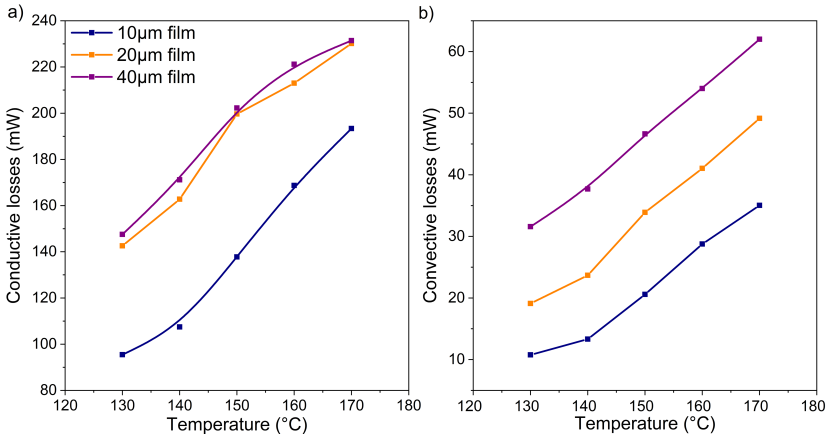 a)
10µm film
20µm film
40µm film
240
220
200
180
160
140
120
100
80
120 130 140 150 160 170 180
Conductive losses (mW)
Temperature (°C)
b)
60
50
40
30
20
10
120 130 140 150 160 170 180
Convective losses (mW)
Temperature (°C)